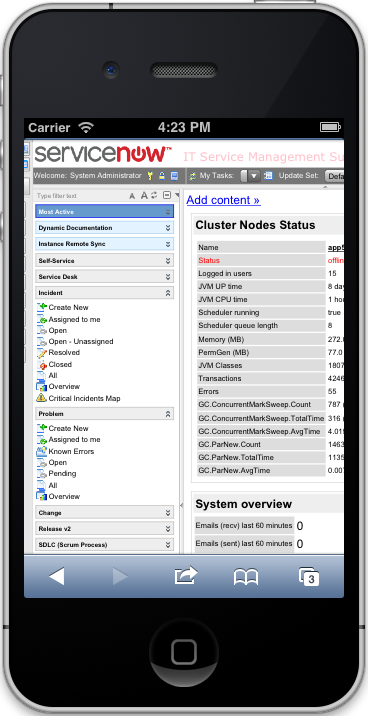 Carrier 4:23 PM
servicenow™ IT Service Management Su
Welcome: System Administrator My Tasks: Update Set: Defa
Type filter text A A
Add content »
Most Active
Dynamic Documentation
Instance Remote Sync
Self-Service
Service Desk
Incident
Create New
Assigned to me
Open
Open - Unassigned
Resolved
Closed
All
Overview
Critical Incidents Map
Problem
Create New
Assigned to me
Known Errors
Open
Pending
All
Overview
Change
Release v2
SDLC (Scrum Process)
Cluster Nodes Status
Name app5
Status offlin
Logged in users 15
JVM UP time 8 day
JVM CPU time 1 hou
Scheduler running true
Scheduler queue length 8
Memory (MB) 272.
PermGen (MB) 77.0
JVM Classes 1807
Transactions 4246
Errors 55
GC.ConcurrentMarkSweep.Count 787 (
GC.ConcurrentMarkSweep.TotalTime 316 (
GC.ConcurrentMarkSweep.AvgTime 4.019
GC.ParNew.Count 1463
GC.ParNew.TotalTime 1135
GC.ParNew.AvgTime 0.007
System overview
Emails (recv) last 60 minutes 0
Emails (sent) last 60 minutes 0
3